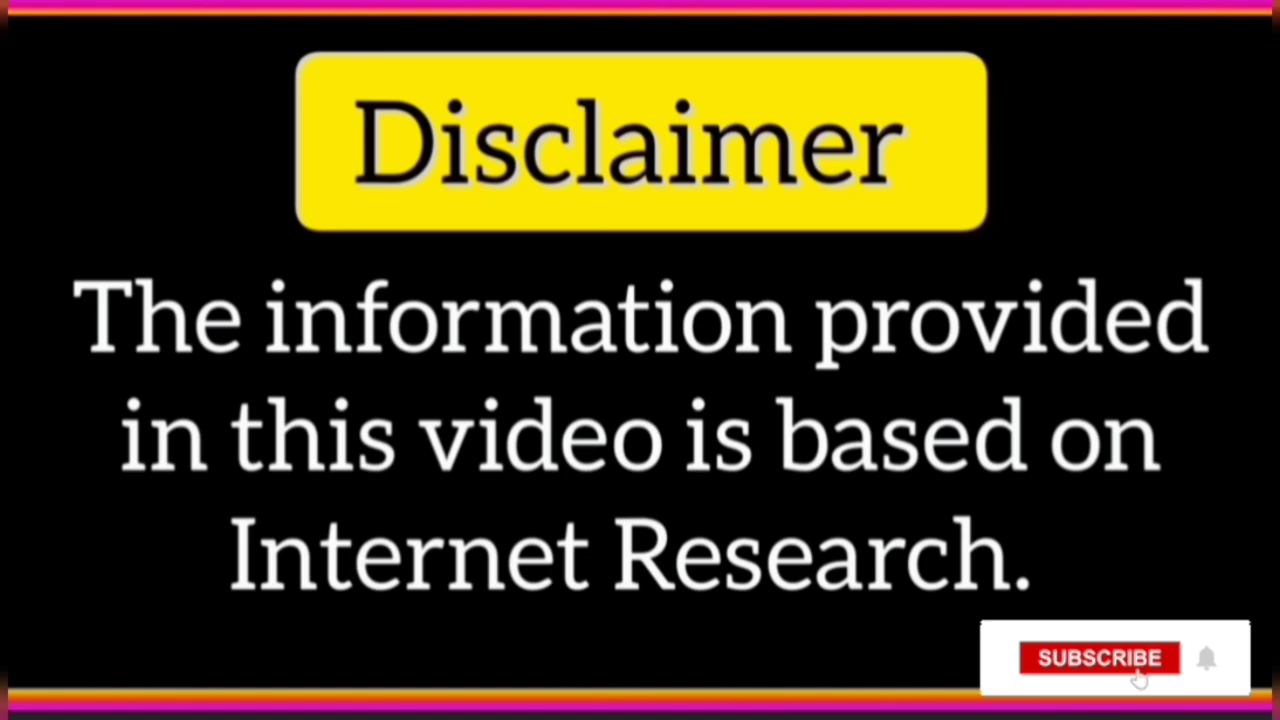 Disclaimer
The information provided
in this video is based on
Internet Research.
SUBSCRIBE